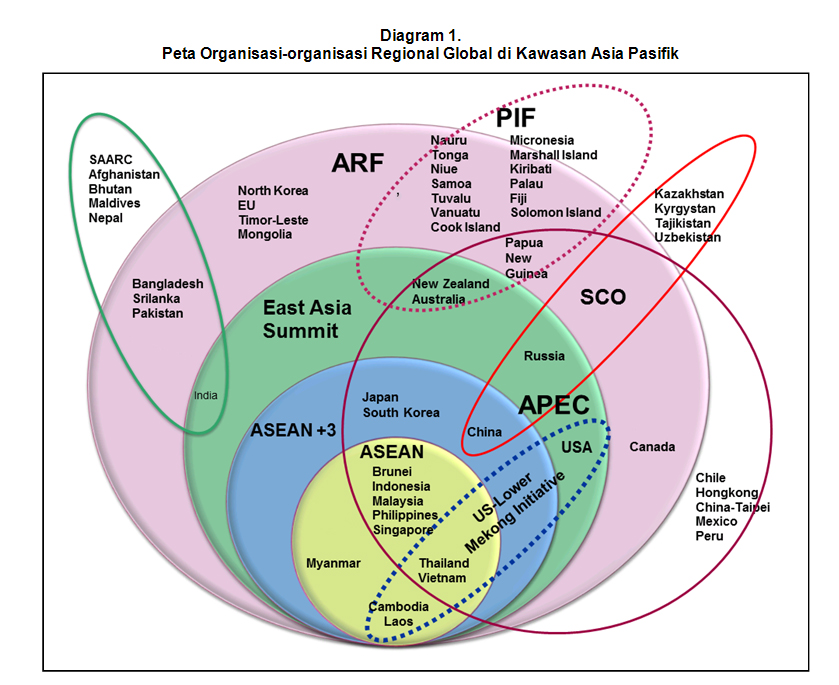 Diagram 1.
Peta Organisasi-organisasi Regional Global di Kawasan Asia Pasifik
SAARC
Afghanistan
Bhutan
Maldives
Nepal
Bangladesh
Srilanka
Pakistan
India
ARF
North Korea
EU
Timor-Leste
Mongolia
PIF
Nauru
Tonga
Niue
Samoa
Tuvalu
Vanuatu
Cook Island
Micronesia
Marshall Island
Kiribati
Palau
Fiji
Solomon Island
Papua
New
Guinea
New Zealand
Australia
Kazakhstan
Kyrgystan
Tajikistan
Uzbekistan
SCO
East Asia
Summit
Russia
APEC
China
USA
Canada
Chile
Hongkong
China-Taipei
Mexico
Peru
Japan
South Korea
ASEAN +3
ASEAN
Brunei
Indonesia
Malaysia
Philippines
Singapore
US-Lower
Mekong Initiative
Myanmar
Thailand
Vietnam
Cambodia
Laos